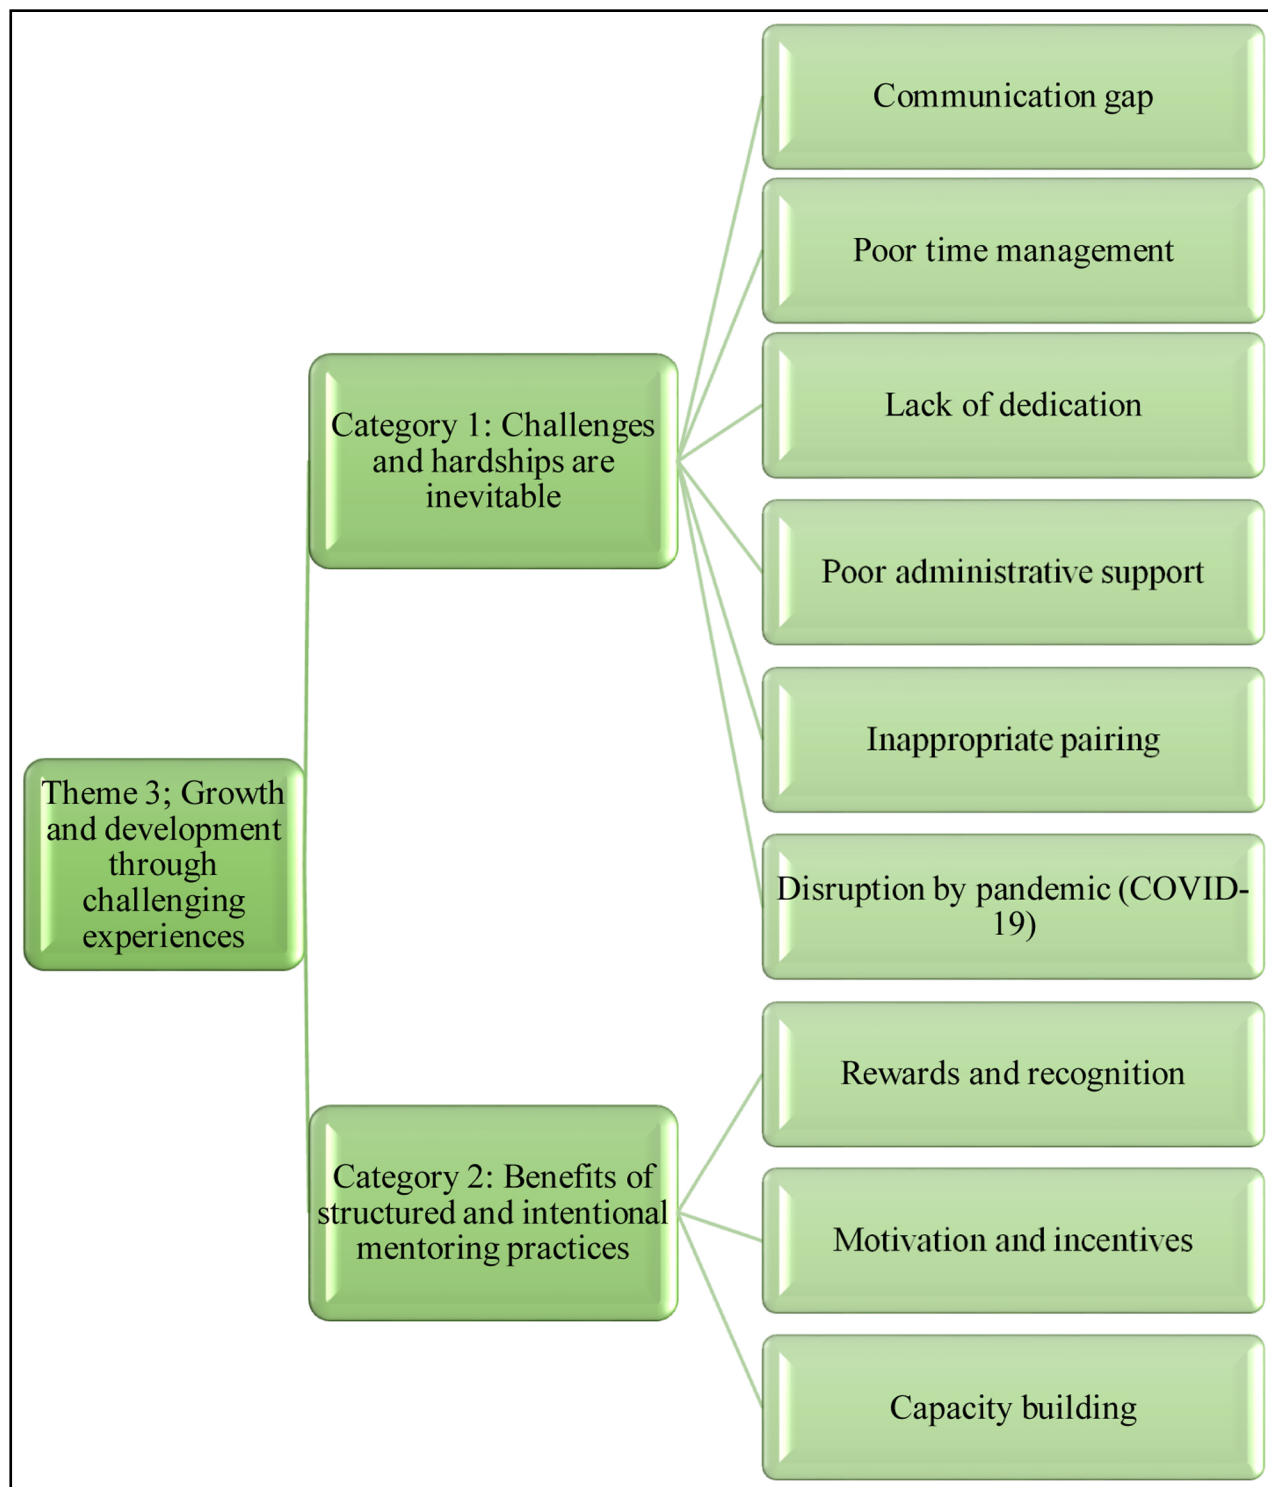 Theme 3; Growth
and development
through
challenging
experiences
Category 1: Challenges
and hardships are
inevitable
Communication gap
Poor time management
Lack of dedication
Poor administrative support
Inappropriate pairing
Disruption by pandemic (COVID-
19)
Category 2: Benefits of
structured and intentional
mentoring practices
Rewards and recognition
Motivation and incentives
Capacity building